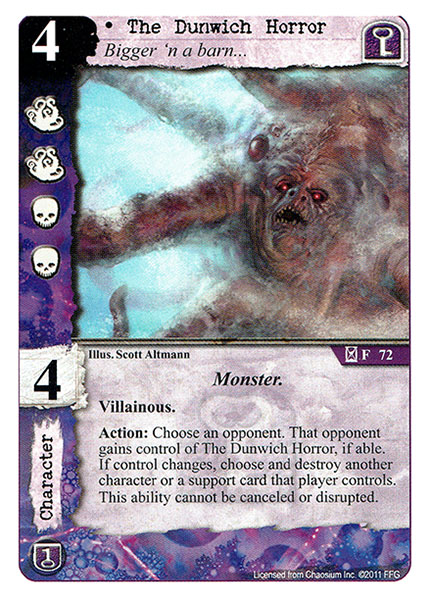 4
• The Dunwich Horror
Bigger ‘n a barn...
Illus. Scott Altmann
F 72
4
Monster.
Villainous.
Action: Choose an opponent. That opponent
gains control of The Dunwich Horror, if able.
If control changes, choose and destroy another
character or a support card that player controls.
This ability cannot be canceled or disrupted.
Character
1
Licensed from Chaosium Inc. ©2011 FFG